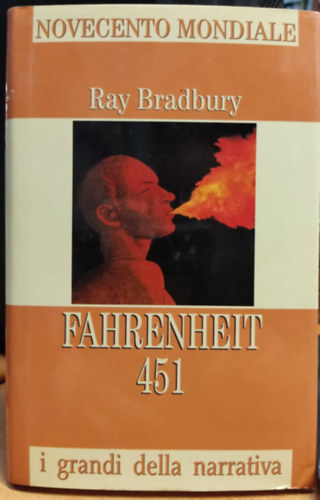 NOVECENTO MONDIALE
Ray Bradbury
FAHRENHEIT
451
i grandi della narrativa